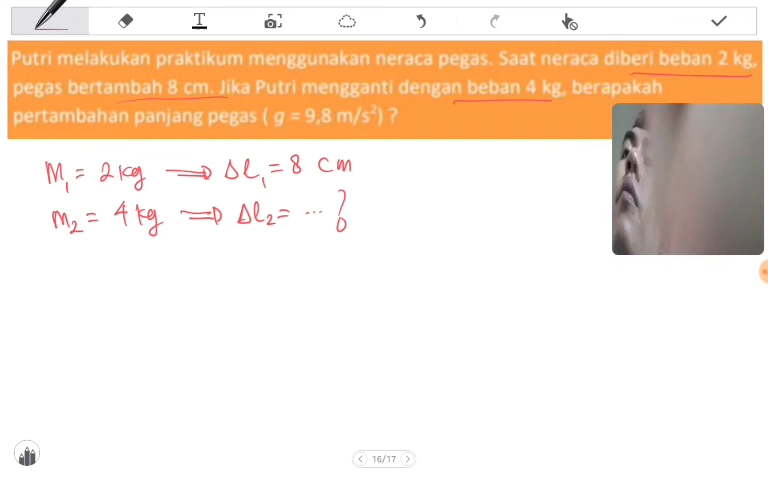 T
Putri melakukan praktikum menggunakan neraca pegas. Saat neraca diberi beban 2 kg,
pegas bertambah 8 cm. Jika Putri mengganti dengan beban 4 kg, berapakah
pertambahan panjang pegas ( g = 9,8 m/s²) ?
M₁ = 2 kg ⟹ Δl₁ = 8 cm
m₂ = 4 kg ⟹ Δl₂ = ... ?
16/17